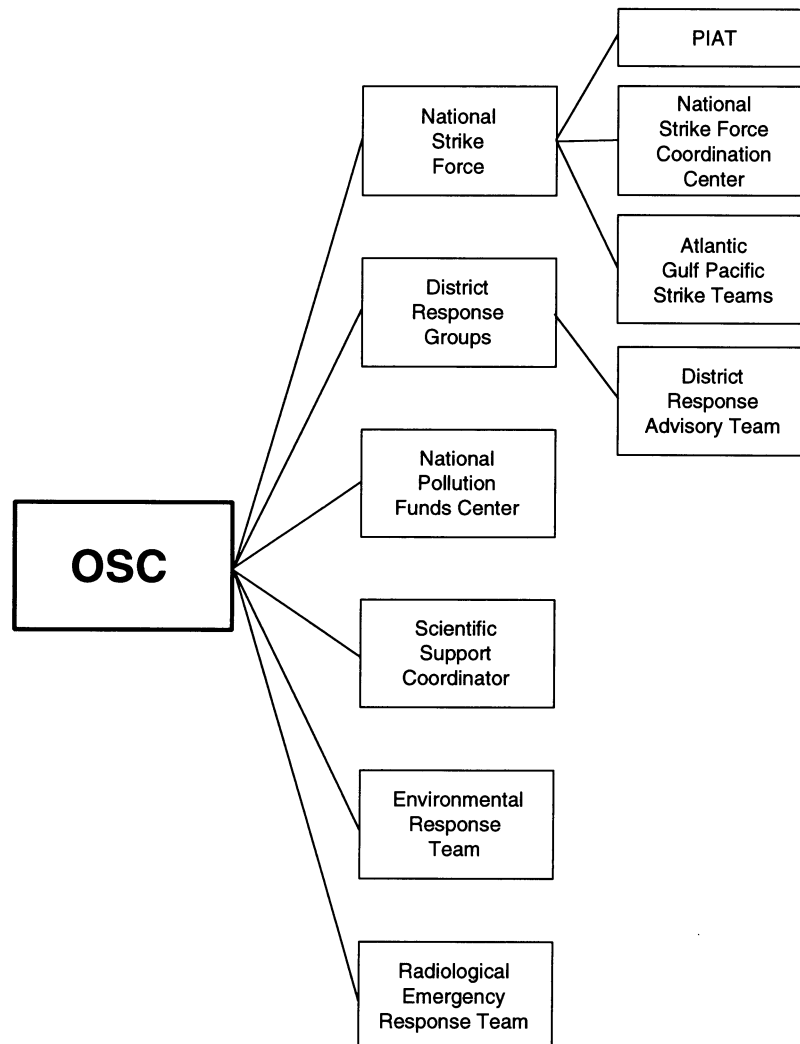 OSC
National
Strike
Force
PIAT
National
Strike Force
Coordination
Center
Atlantic
Gulf Pacific
Strike Teams
District
Response
Groups
District
Response
Advisory Team
National
Pollution
Funds Center
Scientific
Support
Coordinator
Environmental
Response
Team
Radiological
Emergency
Response Team